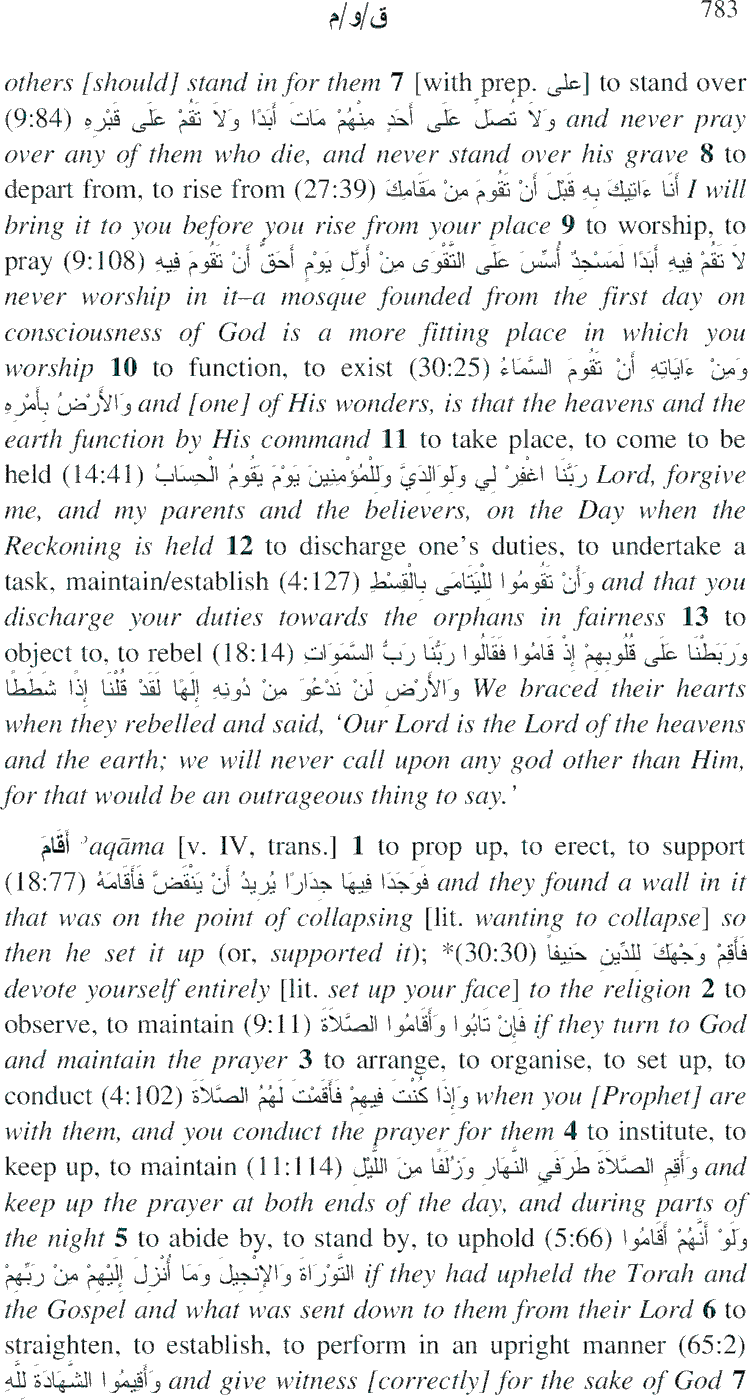 ق/و/م 783
others [should] stand in for them 7 [with prep. على] to stand over
(9:84) وَلاَ تُصَلِّ عَلَى أَحَدٍ مِنْهُمْ مَاتَ أَبَدًا وَلاَ تَقُمْ عَلَى قَبْرِهِ and never pray
over any of them who die, and never stand over his grave 8 to
depart from, to rise from (27:39) أَنَا ءَاتِيكَ بِهِ قَبْلَ أَنْ تَقُومَ مِنْ مَقَامِكَ I will
bring it to you before you rise from your place 9 to worship, to
pray (9:108) لاَ تَقُمْ فِيهِ أَبَدًا لَمَسْجِدٌ أُسِّسَ عَلَى التَّقْوَى مِنْ أَوَّلِ يَوْمٍ أَحَقُّ أَنْ تَقُومَ فِيهِ
never worship in it–a mosque founded from the first day on
consciousness of God is a more fitting place in which you
worship 10 to function, to exist (30:25) وَمِنْ ءَايَاتِهِ أَنْ تَقُومَ السَّمَاءُ
وَالأَرْضُ بِأَمْرِهِ and [one] of His wonders, is that the heavens and the
earth function by His command 11 to take place, to come to be
held (14:41) رَبَّنَا اغْفِرْ لِي وَلِوَالِدَيَّ وَلِلْمُؤْمِنِينَ يَوْمَ يَقُومُ الْحِسَابُ Lord, forgive
me, and my parents and the believers, on the Day when the
Reckoning is held 12 to discharge one’s duties, to undertake a
task, maintain/establish (4:127) وَأَنْ تَقُومُوا لِلْيَتَامَى بِالْقِسْطِ and that you
discharge your duties towards the orphans in fairness 13 to
object to, to rebel (18:14) وَرَبَطْنَا عَلَى قُلُوبِهِمْ إِذْ قَامُوا فَقَالُوا رَبُّنَا رَبُّ السَّمَوَاتِ
وَالأَرْضِ لَنْ نَدْعُوَ مِنْ دُونِهِ إِلَهًا لَقَدْ قُلْنَا إِذًا شَطَطًا We braced their hearts
when they rebelled and said, ‘Our Lord is the Lord of the heavens
and the earth; we will never call upon any god other than Him,
for that would be an outrageous thing to say.’
أَقَامَ ʾaqāma [v. IV, trans.] 1 to prop up, to erect, to support
(18:77) فَوَجَدَا فِيهَا جِدَارًا يُرِيدُ أَنْ يَنْقَضَّ فَأَقَامَهُ and they found a wall in it
that was on the point of collapsing [lit. wanting to collapse] so
then he set it up (or, supported it); *(30:30) فَأَقِمْ وَجْهَكَ لِلدِّينِ حَنِيفاً
devote yourself entirely [lit. set up your face] to the religion 2 to
observe, to maintain (9:11) فَإِنْ تَابُوا وَأَقَامُوا الصَّلاَةَ if they turn to God
and maintain the prayer 3 to arrange, to organise, to set up, to
conduct (4:102) وَإِذَا كُنْتَ فِيهِمْ فَأَقَمْتَ لَهُمُ الصَّلاَةَ when you [Prophet] are
with them, and you conduct the prayer for them 4 to institute, to
keep up, to maintain (11:114) وَأَقِمِ الصَّلاَةَ طَرَفَيِ النَّهَارِ وَزُلَفًا مِنَ اللَّيْلِ and
keep up the prayer at both ends of the day, and during parts of
the night 5 to abide by, to stand by, to uphold (5:66) وَلَوْ أَنَّهُمْ أَقَامُوا
التَّوْرَاةَ وَالإِنْجِيلَ وَمَا أُنْزِلَ إِلَيْهِمْ مِنْ رَبِّهِمْ if they had upheld the Torah and
the Gospel and what was sent down to them from their Lord 6 to
straighten, to establish, to perform in an upright manner (65:2)
وَأَقِيمُوا الشَّهَادَةَ لِلَّهِ and give witness [correctly] for the sake of God 7